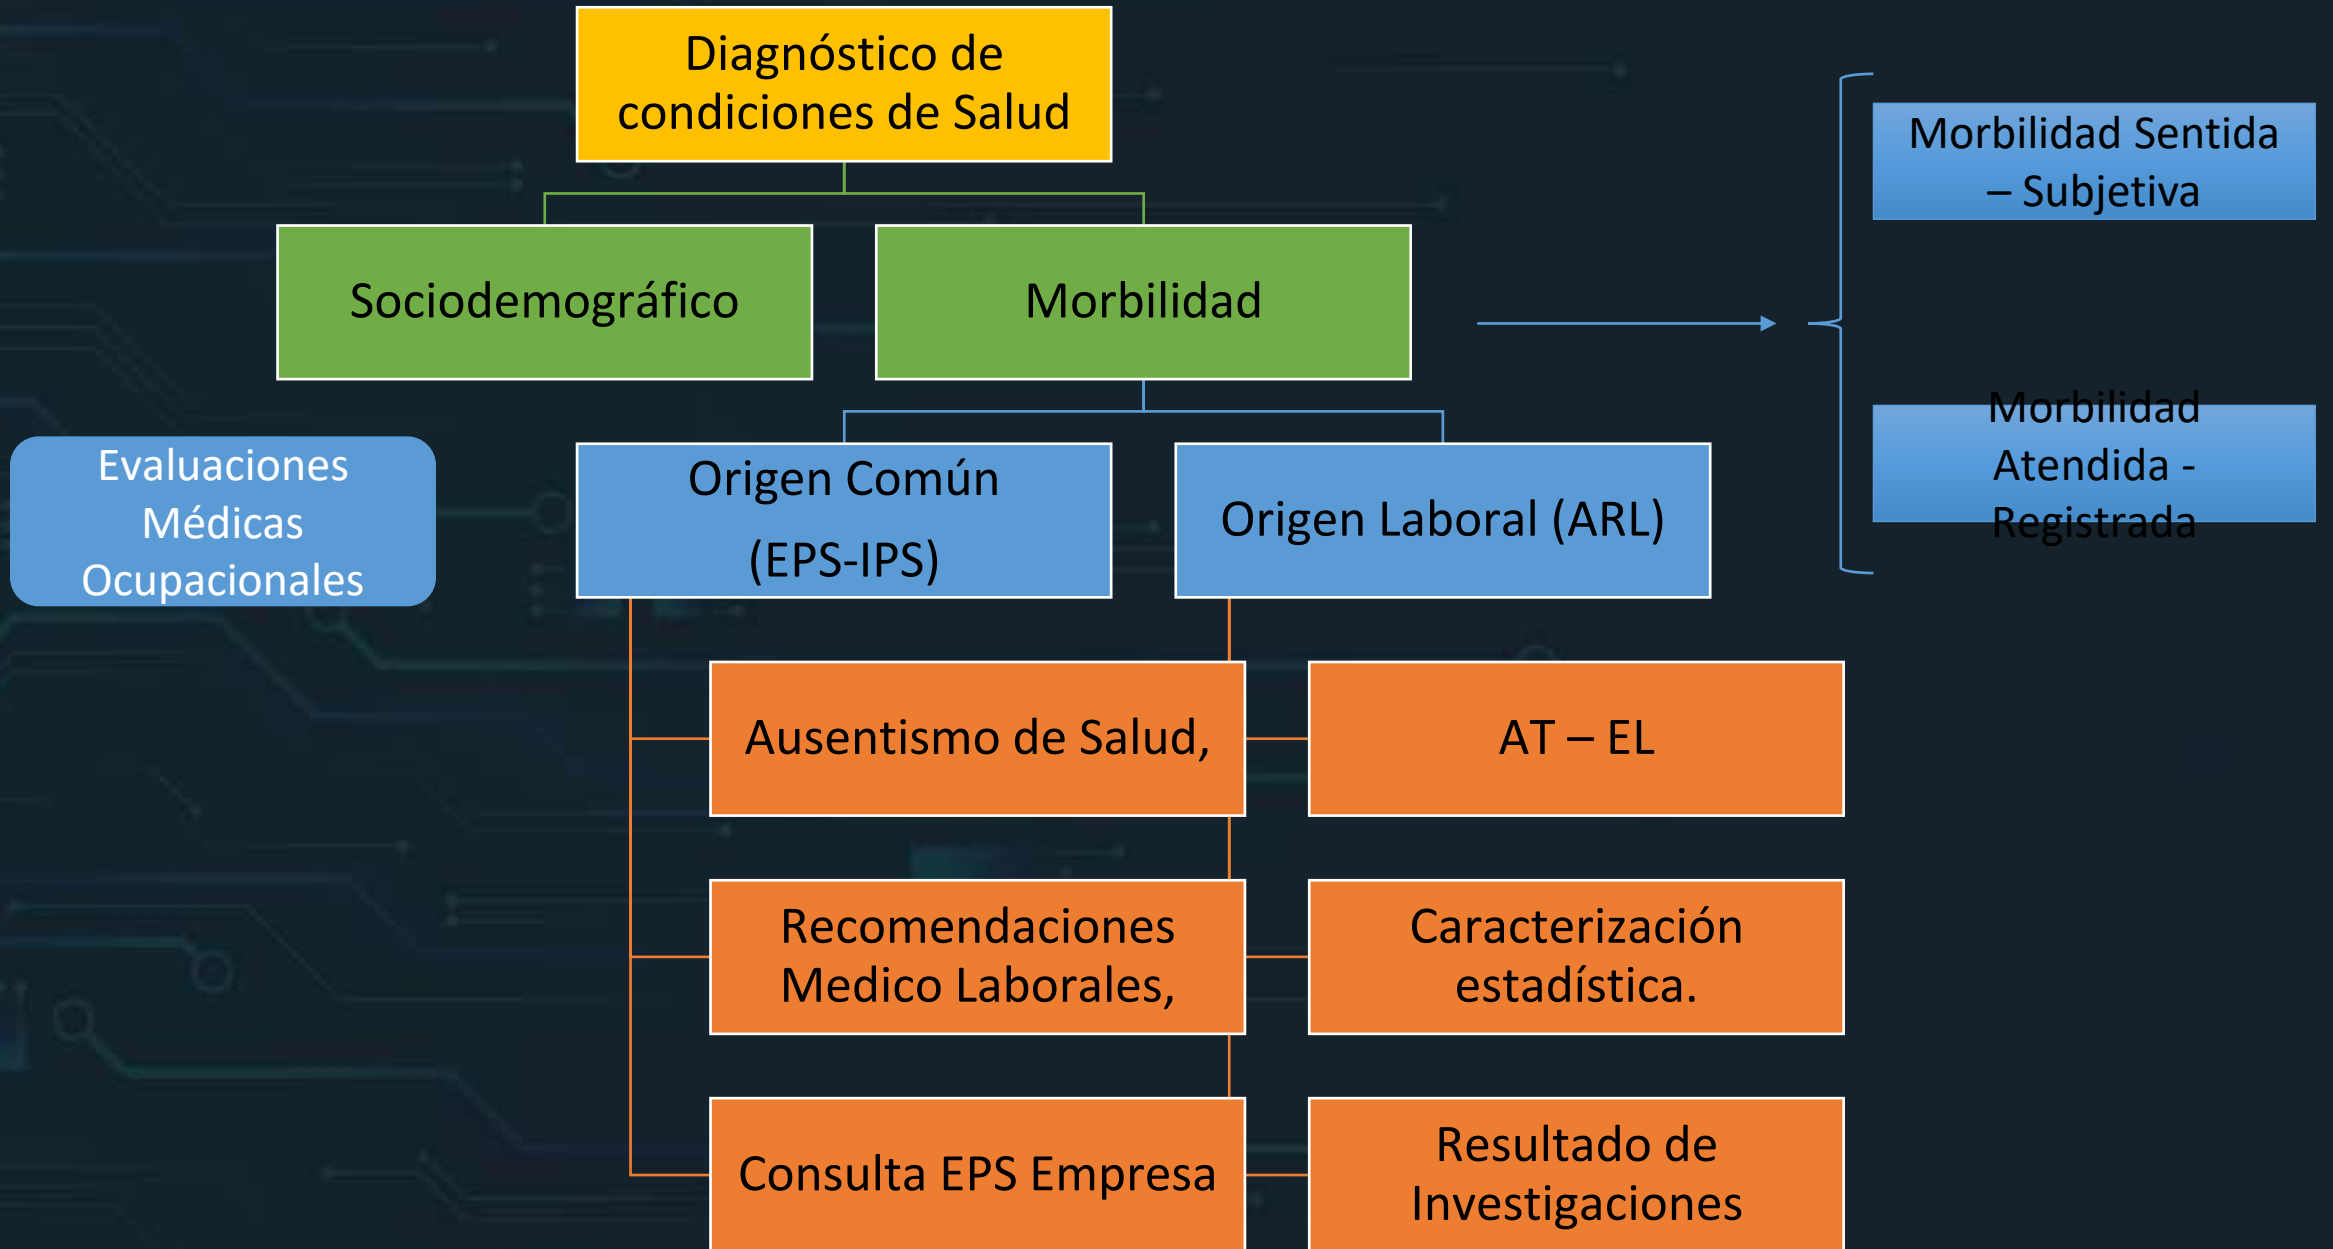 Diagnóstico de
condiciones de Salud
Sociodemográfico
Morbilidad
Morbilidad Sentida
– Subjetiva
Morbilidad
Atendida -
Registrada
Evaluaciones
Médicas
Ocupacionales
Origen Común
(EPS-IPS)
Origen Laboral (ARL)
Ausentismo de Salud,
AT – EL
Recomendaciones
Medico Laborales,
Caracterización
estadística.
Consulta EPS Empresa
Resultado de
Investigaciones